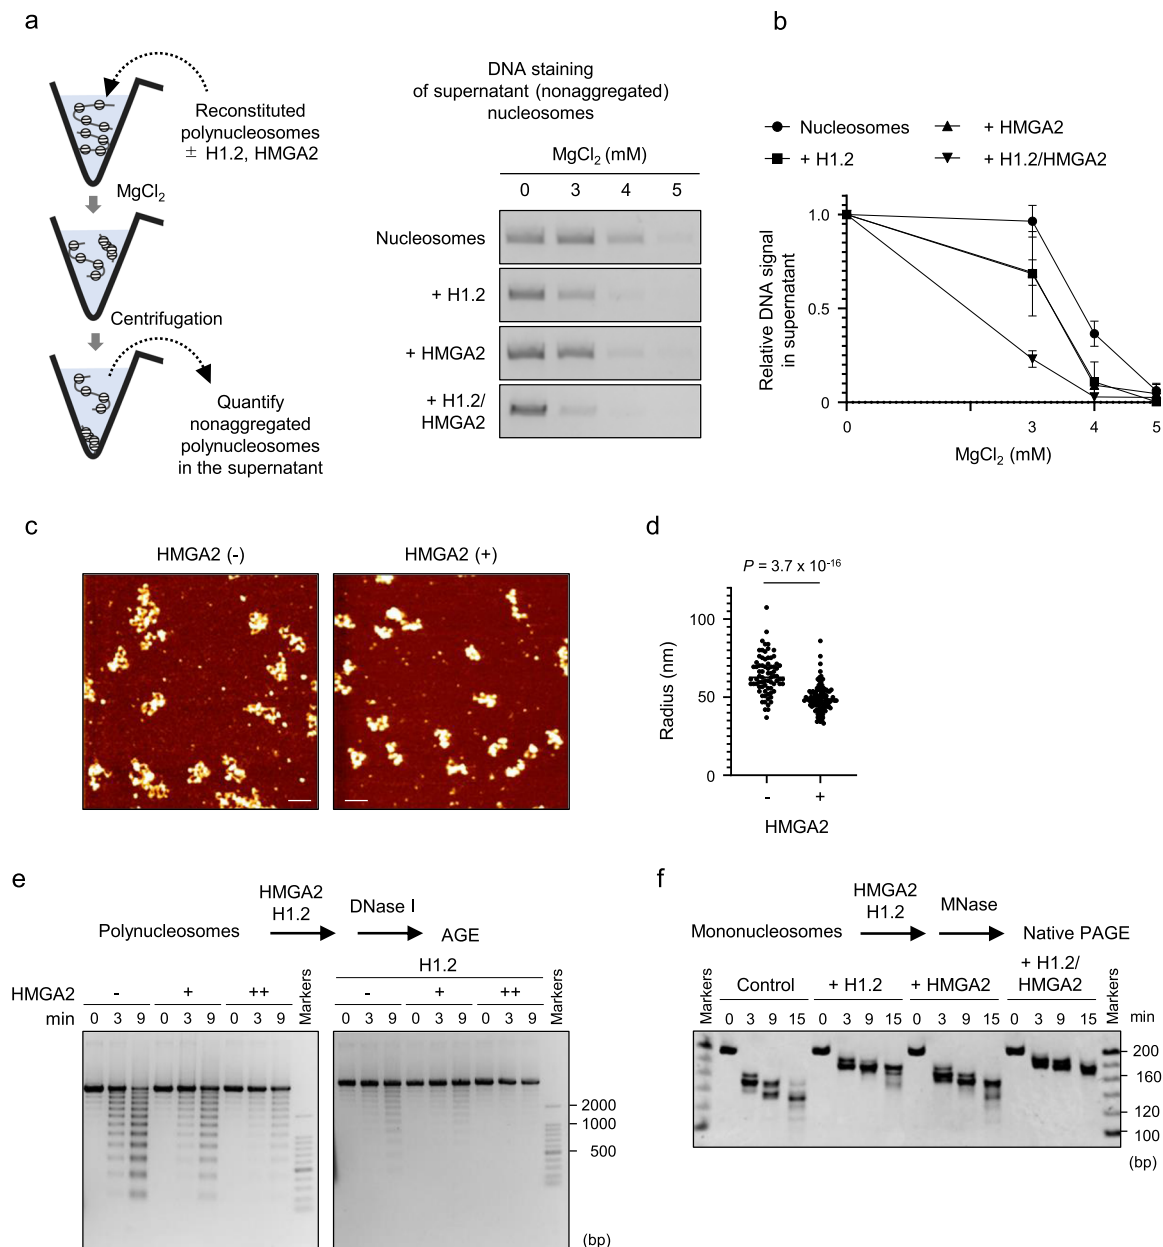 a
Reconstituted
polynucleosomes
± H1.2, HMGA2
MgCl2
Centrifugation
Quantify
nonaggregated
polynucleosomes
in the supernatant
DNA staining
of supernatant (nonaggregated)
nucleosomes
MgCl2 (mM)
0 3 4 5
Nucleosomes
+ H1.2
+ HMGA2
+ H1.2/
HMGA2
b
Nucleosomes
+ HMGA2
+ H1.2
+ H1.2/HMGA2
Relative DNA signal
in supernatant
1.0
0.5
0
0 3 4 5
MgCl2 (mM)
c
HMGA2 (-)
HMGA2 (+)
d
P = 3.7 x 10-16
Radius (nm)
100
50
0
- +
HMGA2
e
HMGA2
H1.2
DNase I
Polynucleosomes
AGE
H1.2
HMGA2 - + ++ - + ++
min 0 3 9 0 3 9 0 3 9 Markers 0 3 9 0 3 9 0 3 9 Markers
2000
1000
500
(bp)
f
HMGA2
H1.2
MNase
Mononucleosomes
Native PAGE
Control + H1.2 + HMGA2 + H1.2/
HMGA2
Markers 0 3 9 15 0 3 9 15 0 3 9 15 0 3 9 15 Markers min
200
160
120
100
(bp)